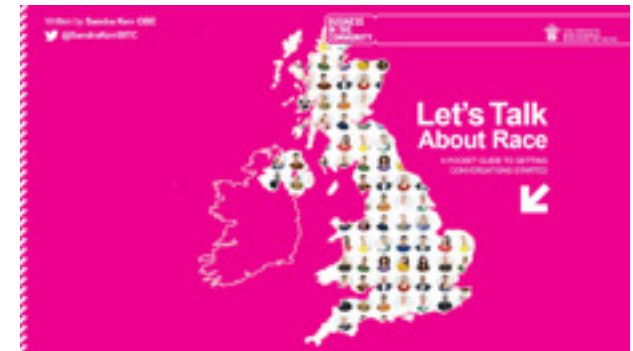 Written by Sandra Kerr OBE
@SandraKerrBITC
BUSINESS
IN THE
COMMUNITY
Let's Talk
About Race
A POCKET GUIDE TO GETTING
CONVERSATIONS STARTED